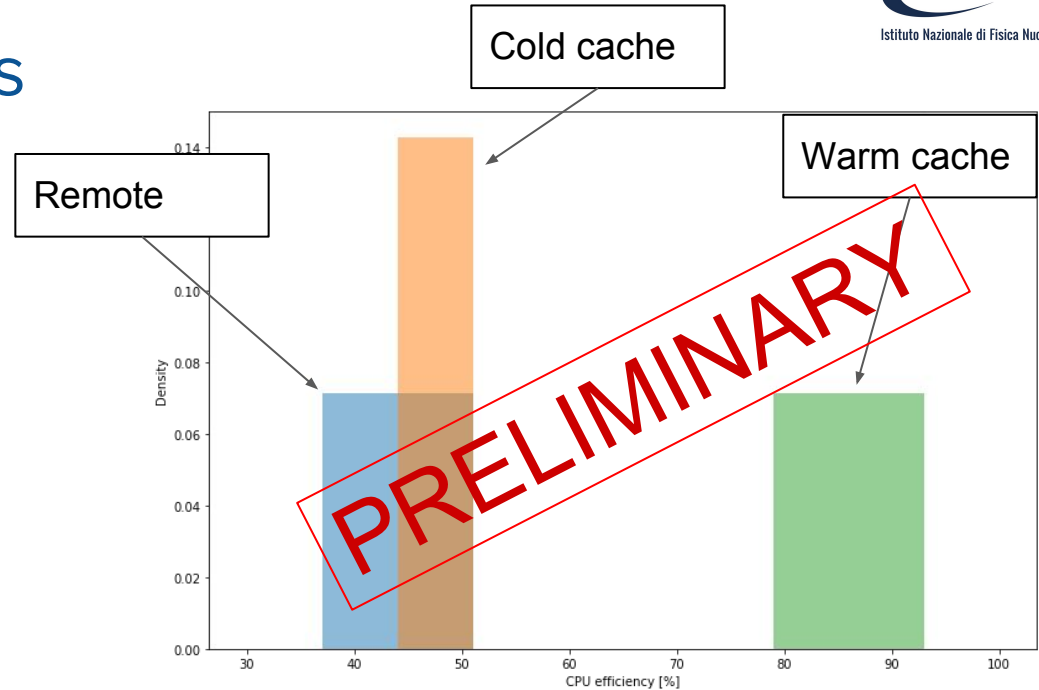 Istituto Nazionale di Fisica Nuc
s
Cold cache
Remote
Warm cache
PRELIMINARY
0.14
0.10
0.08
0.06
0.04
0.02
0.00
Density
30 40 50 60 70 80 90 100
CPU efficiency [%]